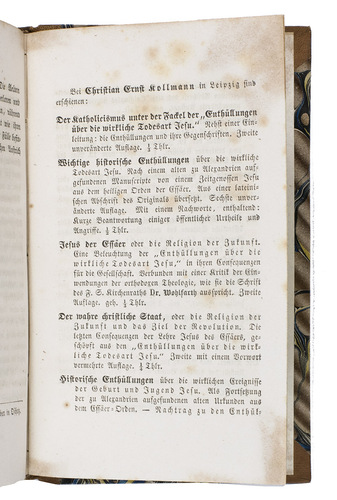 Bei Christian Ernst Kollmann in Leipzig sind
erschienen:
Der Katholicismus unter der Fackel der „Enthüllungen
über die wirkliche Todesart Jesu.“ Nebst einer Ein-
leitung: die Enthüllungen und ihre Gegenschriften. Zweite
unveränderte Auflage. Thlr.
Wichtige historische Enthüllungen über die wirkliche
Todesart Jesu. Nach einem alten zu Alexandrien auf-
gefundenen Manuscripte von einem Zeitgenossen Jesu
aus dem heiligen Orden der Essäer. Aus einer lateini-
schen Abschrift des Originals übersetzt. Sechste unver-
änderte Auflage. Mit einem Nachworte, enthaltend:
Kurze Beantwortung einiger öffentlicher Urtheile und
Angriffe. Thlr.
Jesus der Essäer oder die Religion der Zukunft.
Eine Beleuchtung der „Enthüllungen über die
wirkliche Todesart Jesu,“ in ihren Consequenzen
für die Gesellschaft. Verbunden mit einer Kritik der Ein-
wendungen der orthodoxen Theologie, wie sie die Schrift
des F. S. Kirchenraths Dr. Wohlfarth ausspricht. Zweite
Auflage. geh. Thlr.
Der wahre christliche Staat, oder die Religion der
Zukunft und das Ziel der Revolution. Die
letzten Consequenzen der Lehre Jesus des Essäers, ge-
schöpft aus den „Enthüllungen über die wirk-
liche Todesart Jesu.“ Zweite mit einem Vorwort
vermehrte Auflage. Thlr.
Historische Enthüllungen über die wirklichen Ereignisse
der Geburt und Jugend Jesu. Als Fortsetzung
der zu Alexandrien aufgefundenen alten Urkunden aus
dem Essäer-Orden. — Nachtrag zu den Enthül-